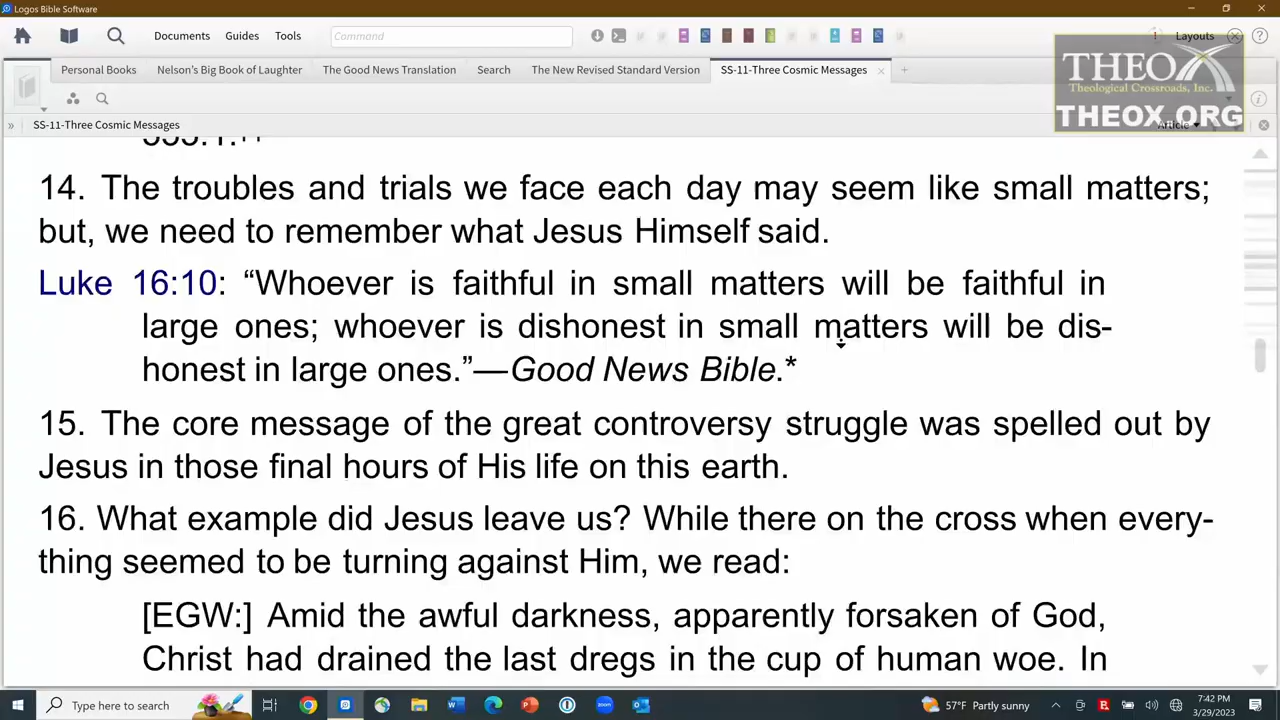 Logos Bible Software
Documents Guides Tools Command Layouts
THEOX
Theological Crossroads, Inc.
THEOX.ORG
Personal Books Nelson's Big Book of Laughter The Good News Translation Search The New Revised Standard Version SS-11-Three Cosmic Messages
SS-11-Three Cosmic Messages Article
14. The troubles and trials we face each day may seem like small matters;
but, we need to remember what Jesus Himself said.
Luke 16:10: “Whoever is faithful in small matters will be faithful in
large ones; whoever is dishonest in small matters will be dis-
honest in large ones.”—Good News Bible.*
15. The core message of the great controversy struggle was spelled out by
Jesus in those final hours of His life on this earth.
16. What example did Jesus leave us? While there on the cross when every-
thing seemed to be turning against Him, we read:
[EGW:] Amid the awful darkness, apparently forsaken of God,
Christ had drained the last dregs in the cup of human woe. In
Type here to search
57°F Partly sunny
7:42 PM
3/29/2023